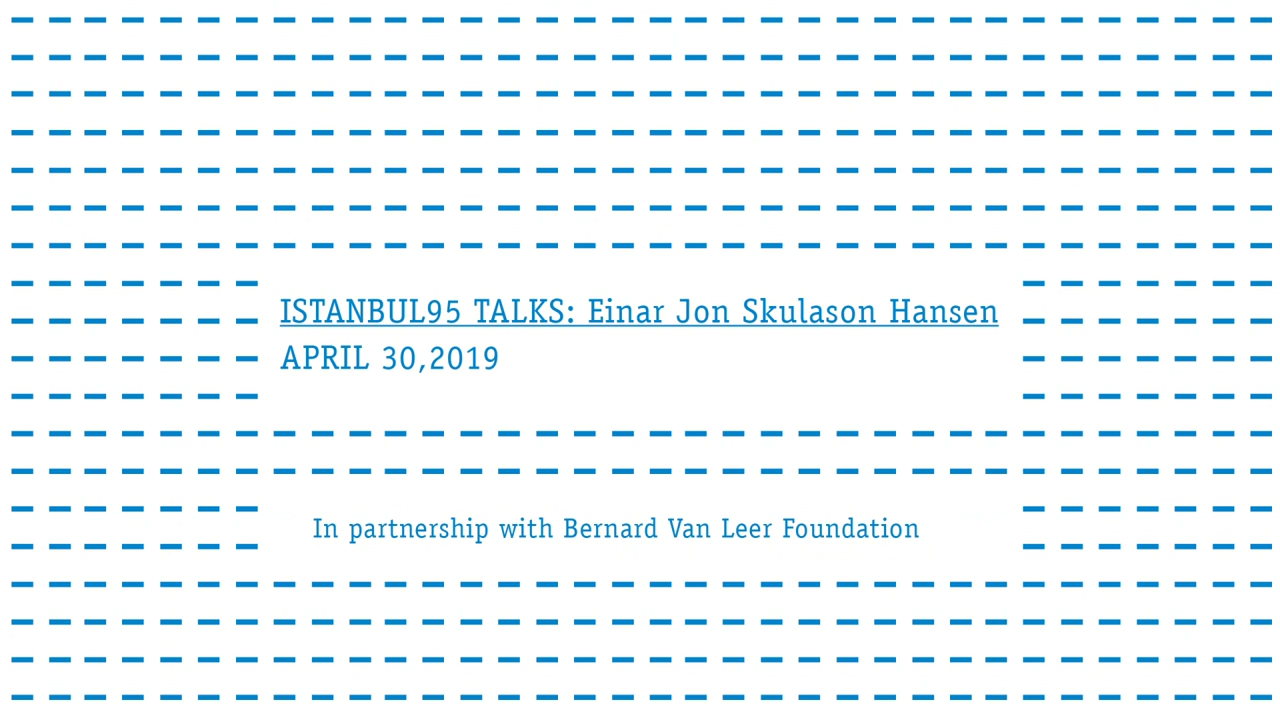 ISTANBUL95 TALKS: Einar Jon Skulason Hansen
APRIL 30,2019
In partnership with Bernard Van Leer Foundation